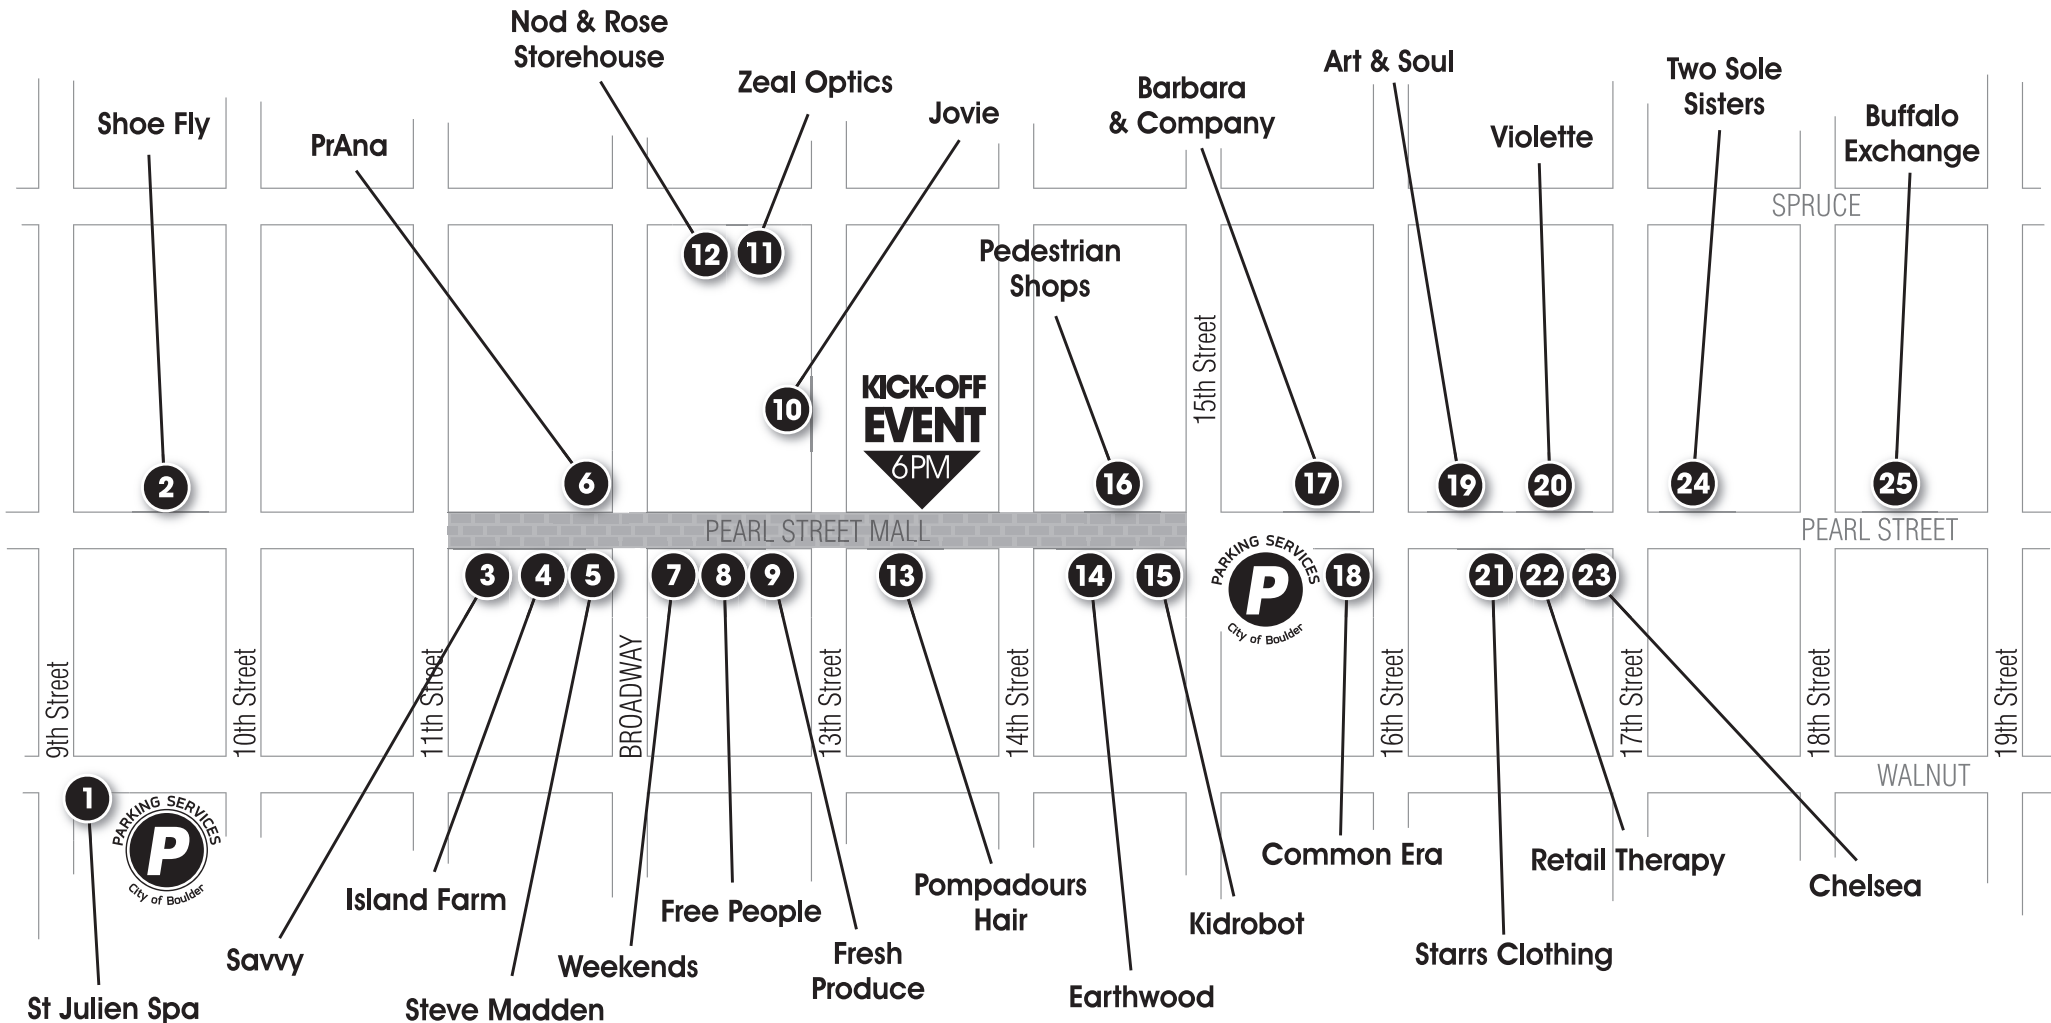 Nod & Rose
Storehouse
Zeal Optics
Jovie
Barbara
& Company
Art & Soul
Two Sole
Sisters
Buffalo
Exchange
Shoe Fly
PrAna
Violette
SPRUCE
12
11
Pedestrian
Shops
15th Street
10
KICK-OFF
EVENT
6PM
2
6
16
17
19
20
24
25
PEARL STREET MALL
PEARL STREET
3
4
5
7
8
9
13
14
15
PARKING SERVICES
P
City of Boulder
18
21
22
23
9th Street
10th Street
11th Street
BROADWAY
13th Street
14th Street
16th Street
17th Street
18th Street
19th Street
WALNUT
1
PARKING SERVICES
P
City of Boulder
Common Era
Retail Therapy
Chelsea
Island Farm
Free People
Pompadours
Hair
Kidrobot
Savvy
Weekends
Fresh
Produce
Starrs Clothing
Earthwood
St Julien Spa
Steve Madden